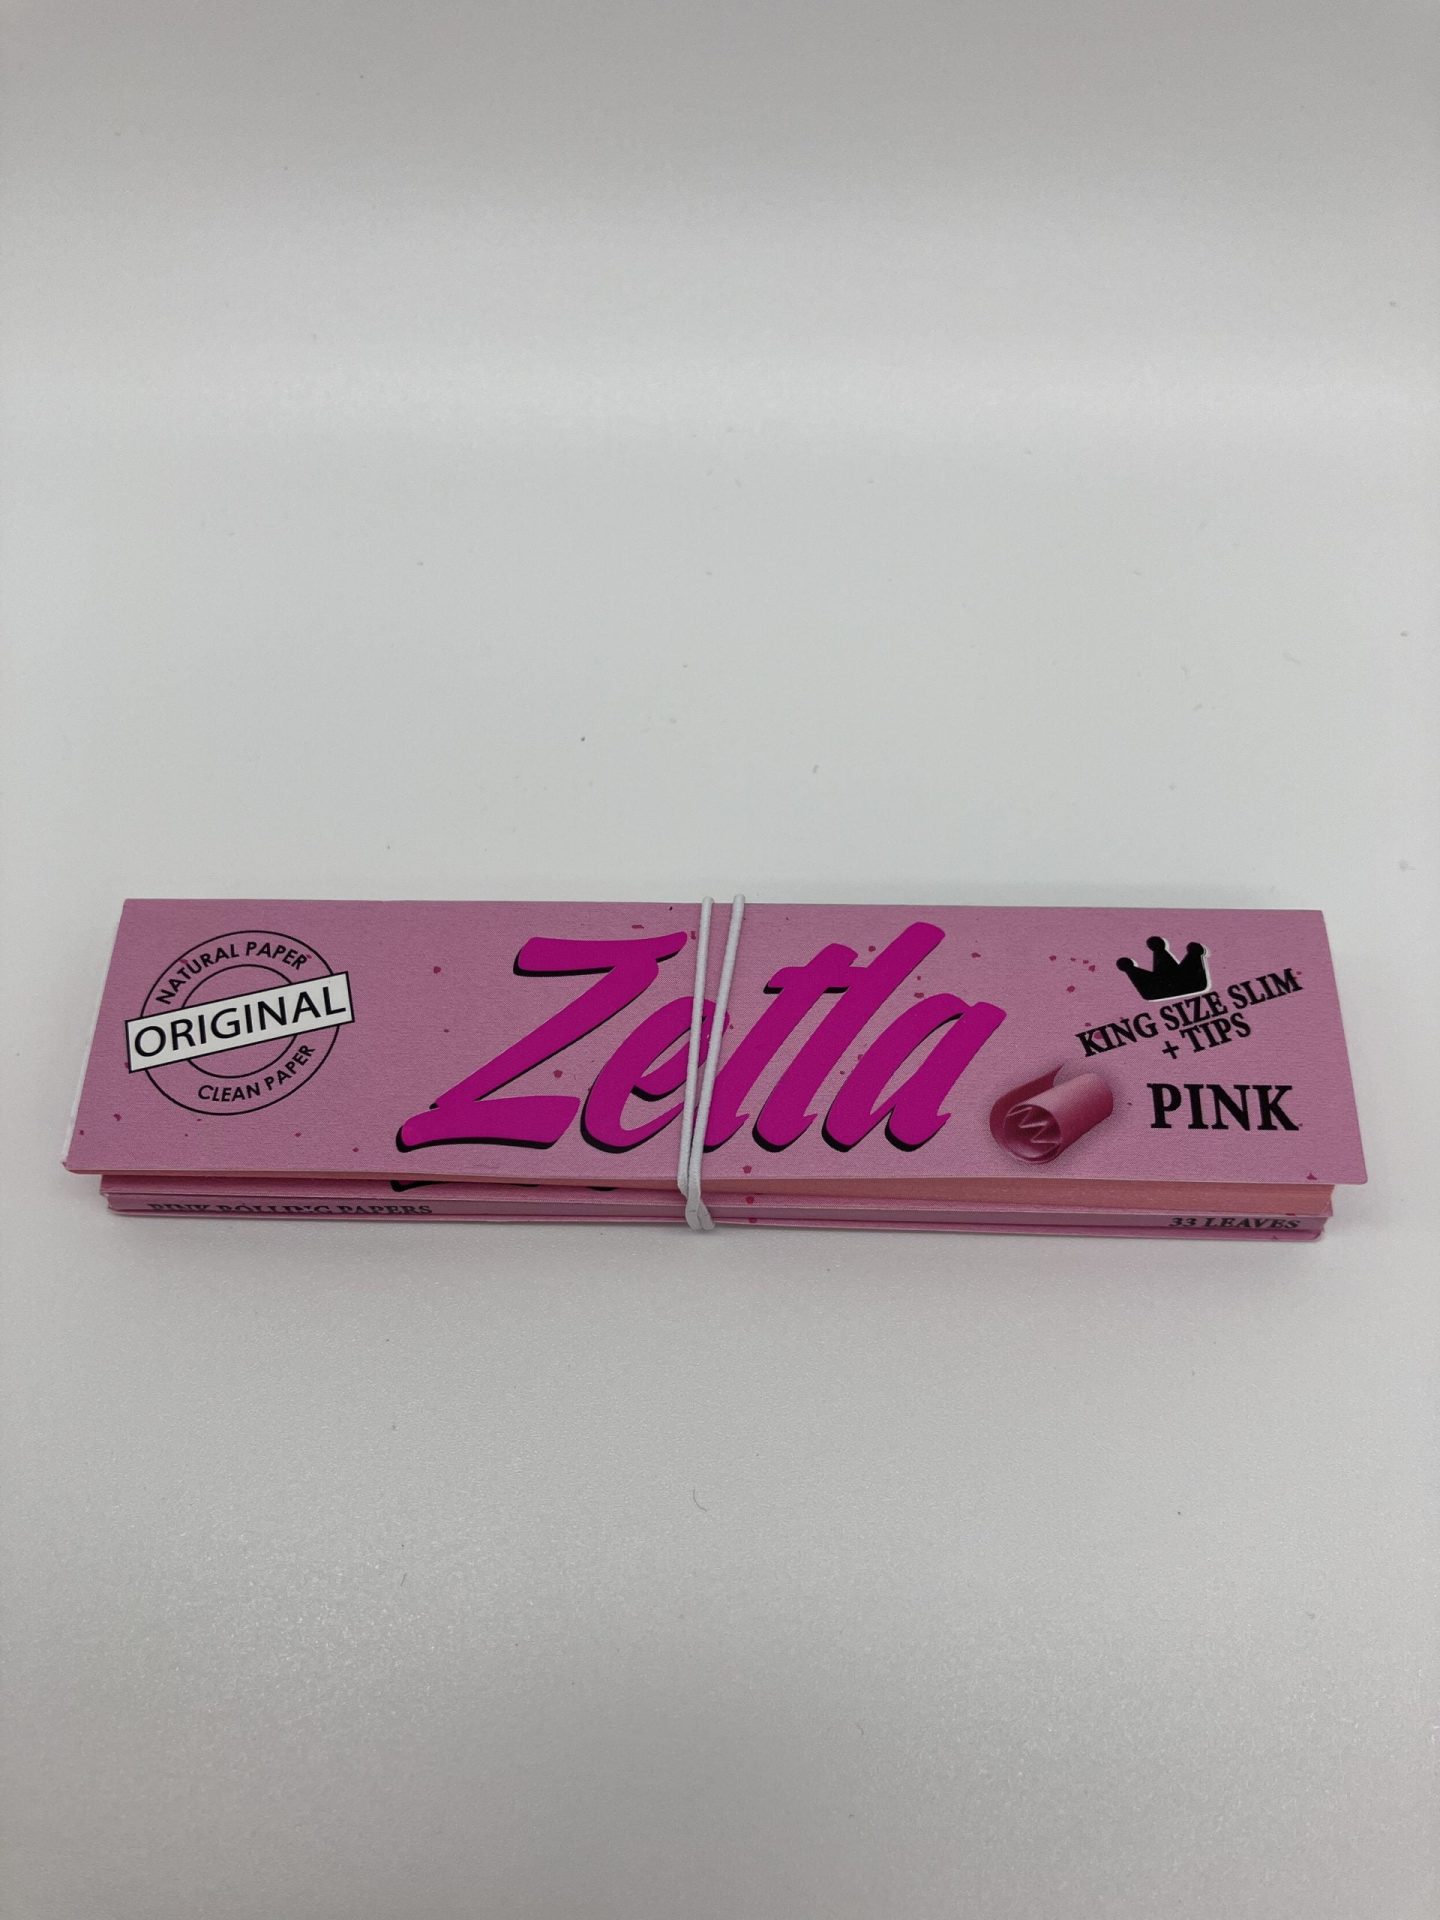 NATURAL PAPER
ORIGINAL
CLEAN PAPER
Zetla
KING SIZE SLIM
+ TIPS
PINK
PINK ROLLING PAPERS
33 LEAVES